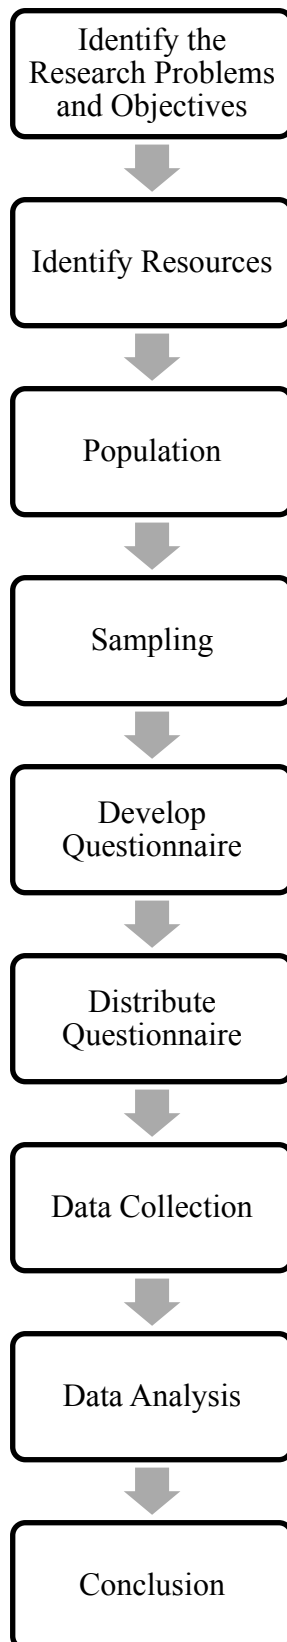 Identify the
Research Problems
and Objectives
Identify Resources
Population
Sampling
Develop
Questionnaire
Distribute
Questionnaire
Data Collection
Data Analysis
Conclusion